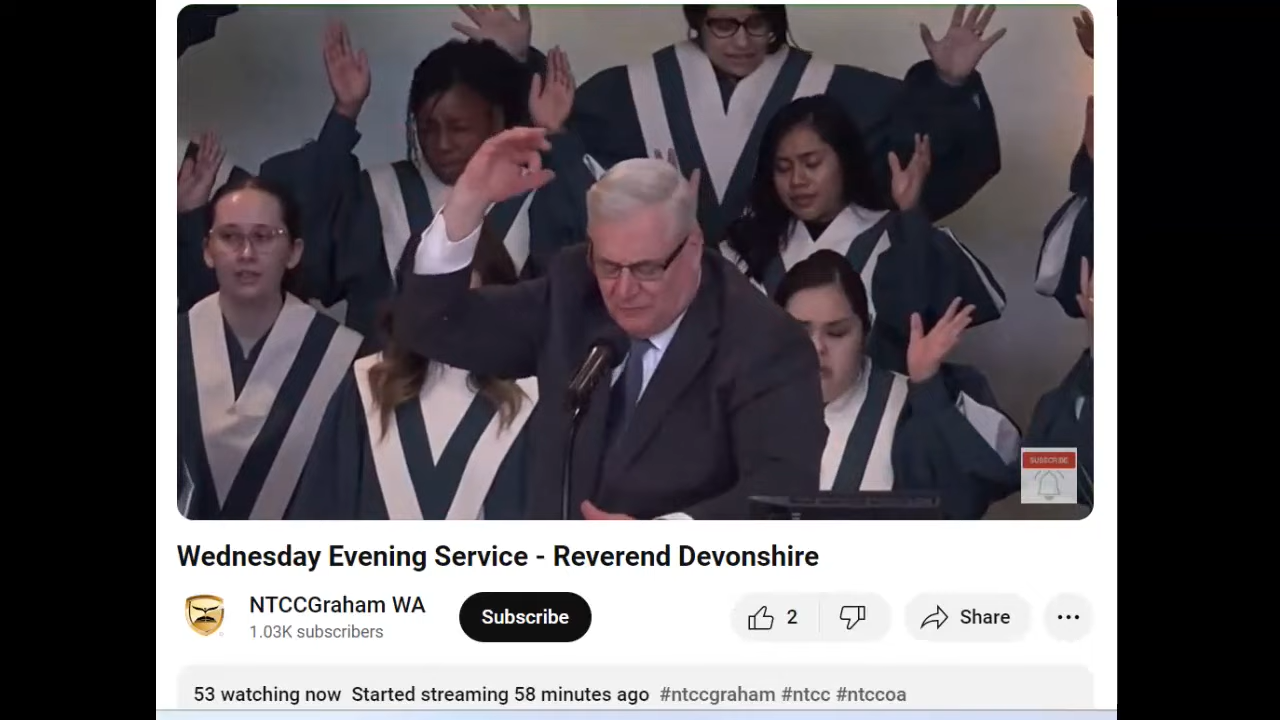 SUBSCRIBE
Wednesday Evening Service - Reverend Devonshire
NTCCGraham WA
1.03K subscribers
Subscribe
2
Share
53 watching now Started streaming 58 minutes ago #ntccgraham #ntcc #ntccoa